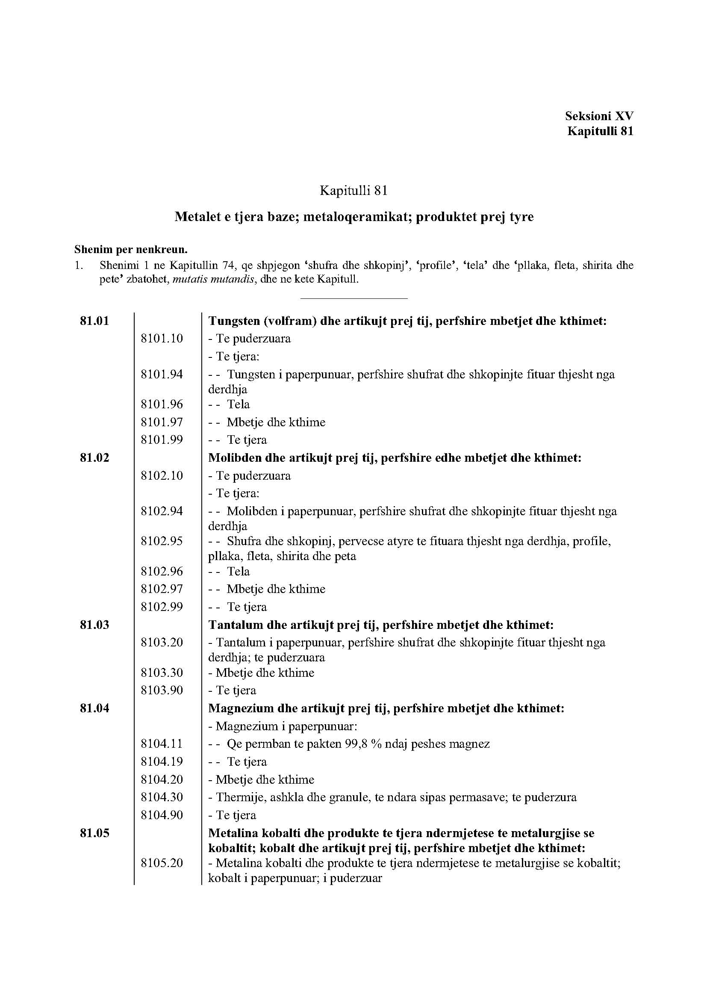 Seksioni XV
Kapitulli 81
Kapitulli 81
Metalet e tjera baze; metaloqeramikat; produktet prej tyre
Shenim per nenkreun.
1. Shenimi 1 ne Kapitullin 74, qe shpjegon ‘shufra dhe shkopinj’, ‘profile’, ‘tela’ dhe ‘pllaka, fleta, shirita dhe
pete’ zbatohet, mutatis mutandis, dhe ne kete Kapitull.
81.01 Tungsten (volfram) dhe artikujt prej tij, perfshire mbetjet dhe kthimet:
8101.10 - Te puderzuara
- Te tjera:
8101.94 - - Tungsten i paperpunuar, perfshire shufrat dhe shkopinjte fituar thjesht nga
derdhja
8101.96 - - Tela
8101.97 - - Mbetje dhe kthime
8101.99 - - Te tjera
81.02 Molibden dhe artikujt prej tij, perfshire edhe mbetjet dhe kthimet:
8102.10 - Te puderzuara
- Te tjera:
8102.94 - - Molibden i paperpunuar, perfshire shufrat dhe shkopinjte fituar thjesht nga
derdhja
8102.95 - - Shufra dhe shkopinj, pervecse atyre te fituara thjesht nga derdhja, profile,
pllaka, fleta, shirita dhe peta
8102.96 - - Tela
8102.97 - - Mbetje dhe kthime
8102.99 - - Te tjera
81.03 Tantalum dhe artikujt prej tij, perfshire mbetjet dhe kthimet:
8103.20 - Tantalum i paperpunuar, perfshire shufrat dhe shkopinjte fituar thjesht nga
derdhja; te puderzuara
8103.30 - Mbetje dhe kthime
8103.90 - Te tjera
81.04 Magnezium dhe artikujt prej tij, perfshire mbetjet dhe kthimet:
- Magnezium i paperpunuar:
8104.11 - - Qe permban te pakten 99,8 % ndaj peshes magnez
8104.19 - - Te tjera
8104.20 - Mbetje dhe kthime
8104.30 - Thermije, ashkla dhe granule, te ndara sipas permasave; te puderzura
8104.90 - Te tjera
81.05 Metalina kobalti dhe produkte te tjera ndermjetese te metalurgjise se
kobaltit; kobalt dhe artikujt prej tij, perfshire mbetjet dhe kthimet:
8105.20 - Metalina kobalti dhe produkte te tjera ndermjetese te metalurgjise se kobaltit;
kobalt i paperpunuar; i puderzuar